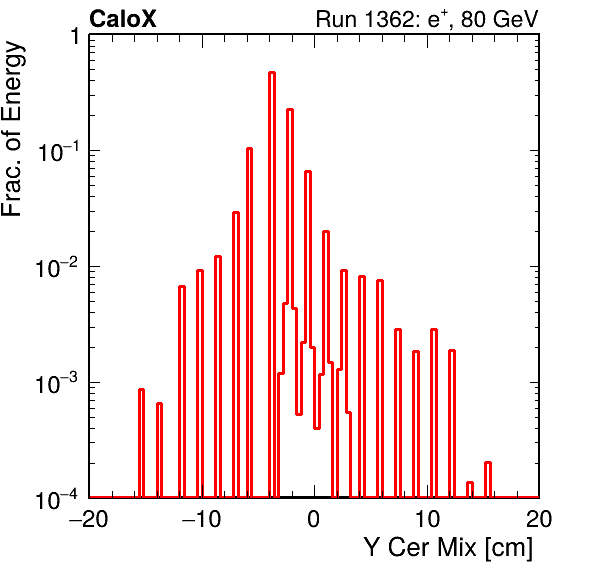 CaloX Run 1362: e⁺, 80 GeV
Frac. of Energy
1
10⁻¹
10⁻²
10⁻³
10⁻⁴
−20 −10 0 10 20
Y Cer Mix [cm]